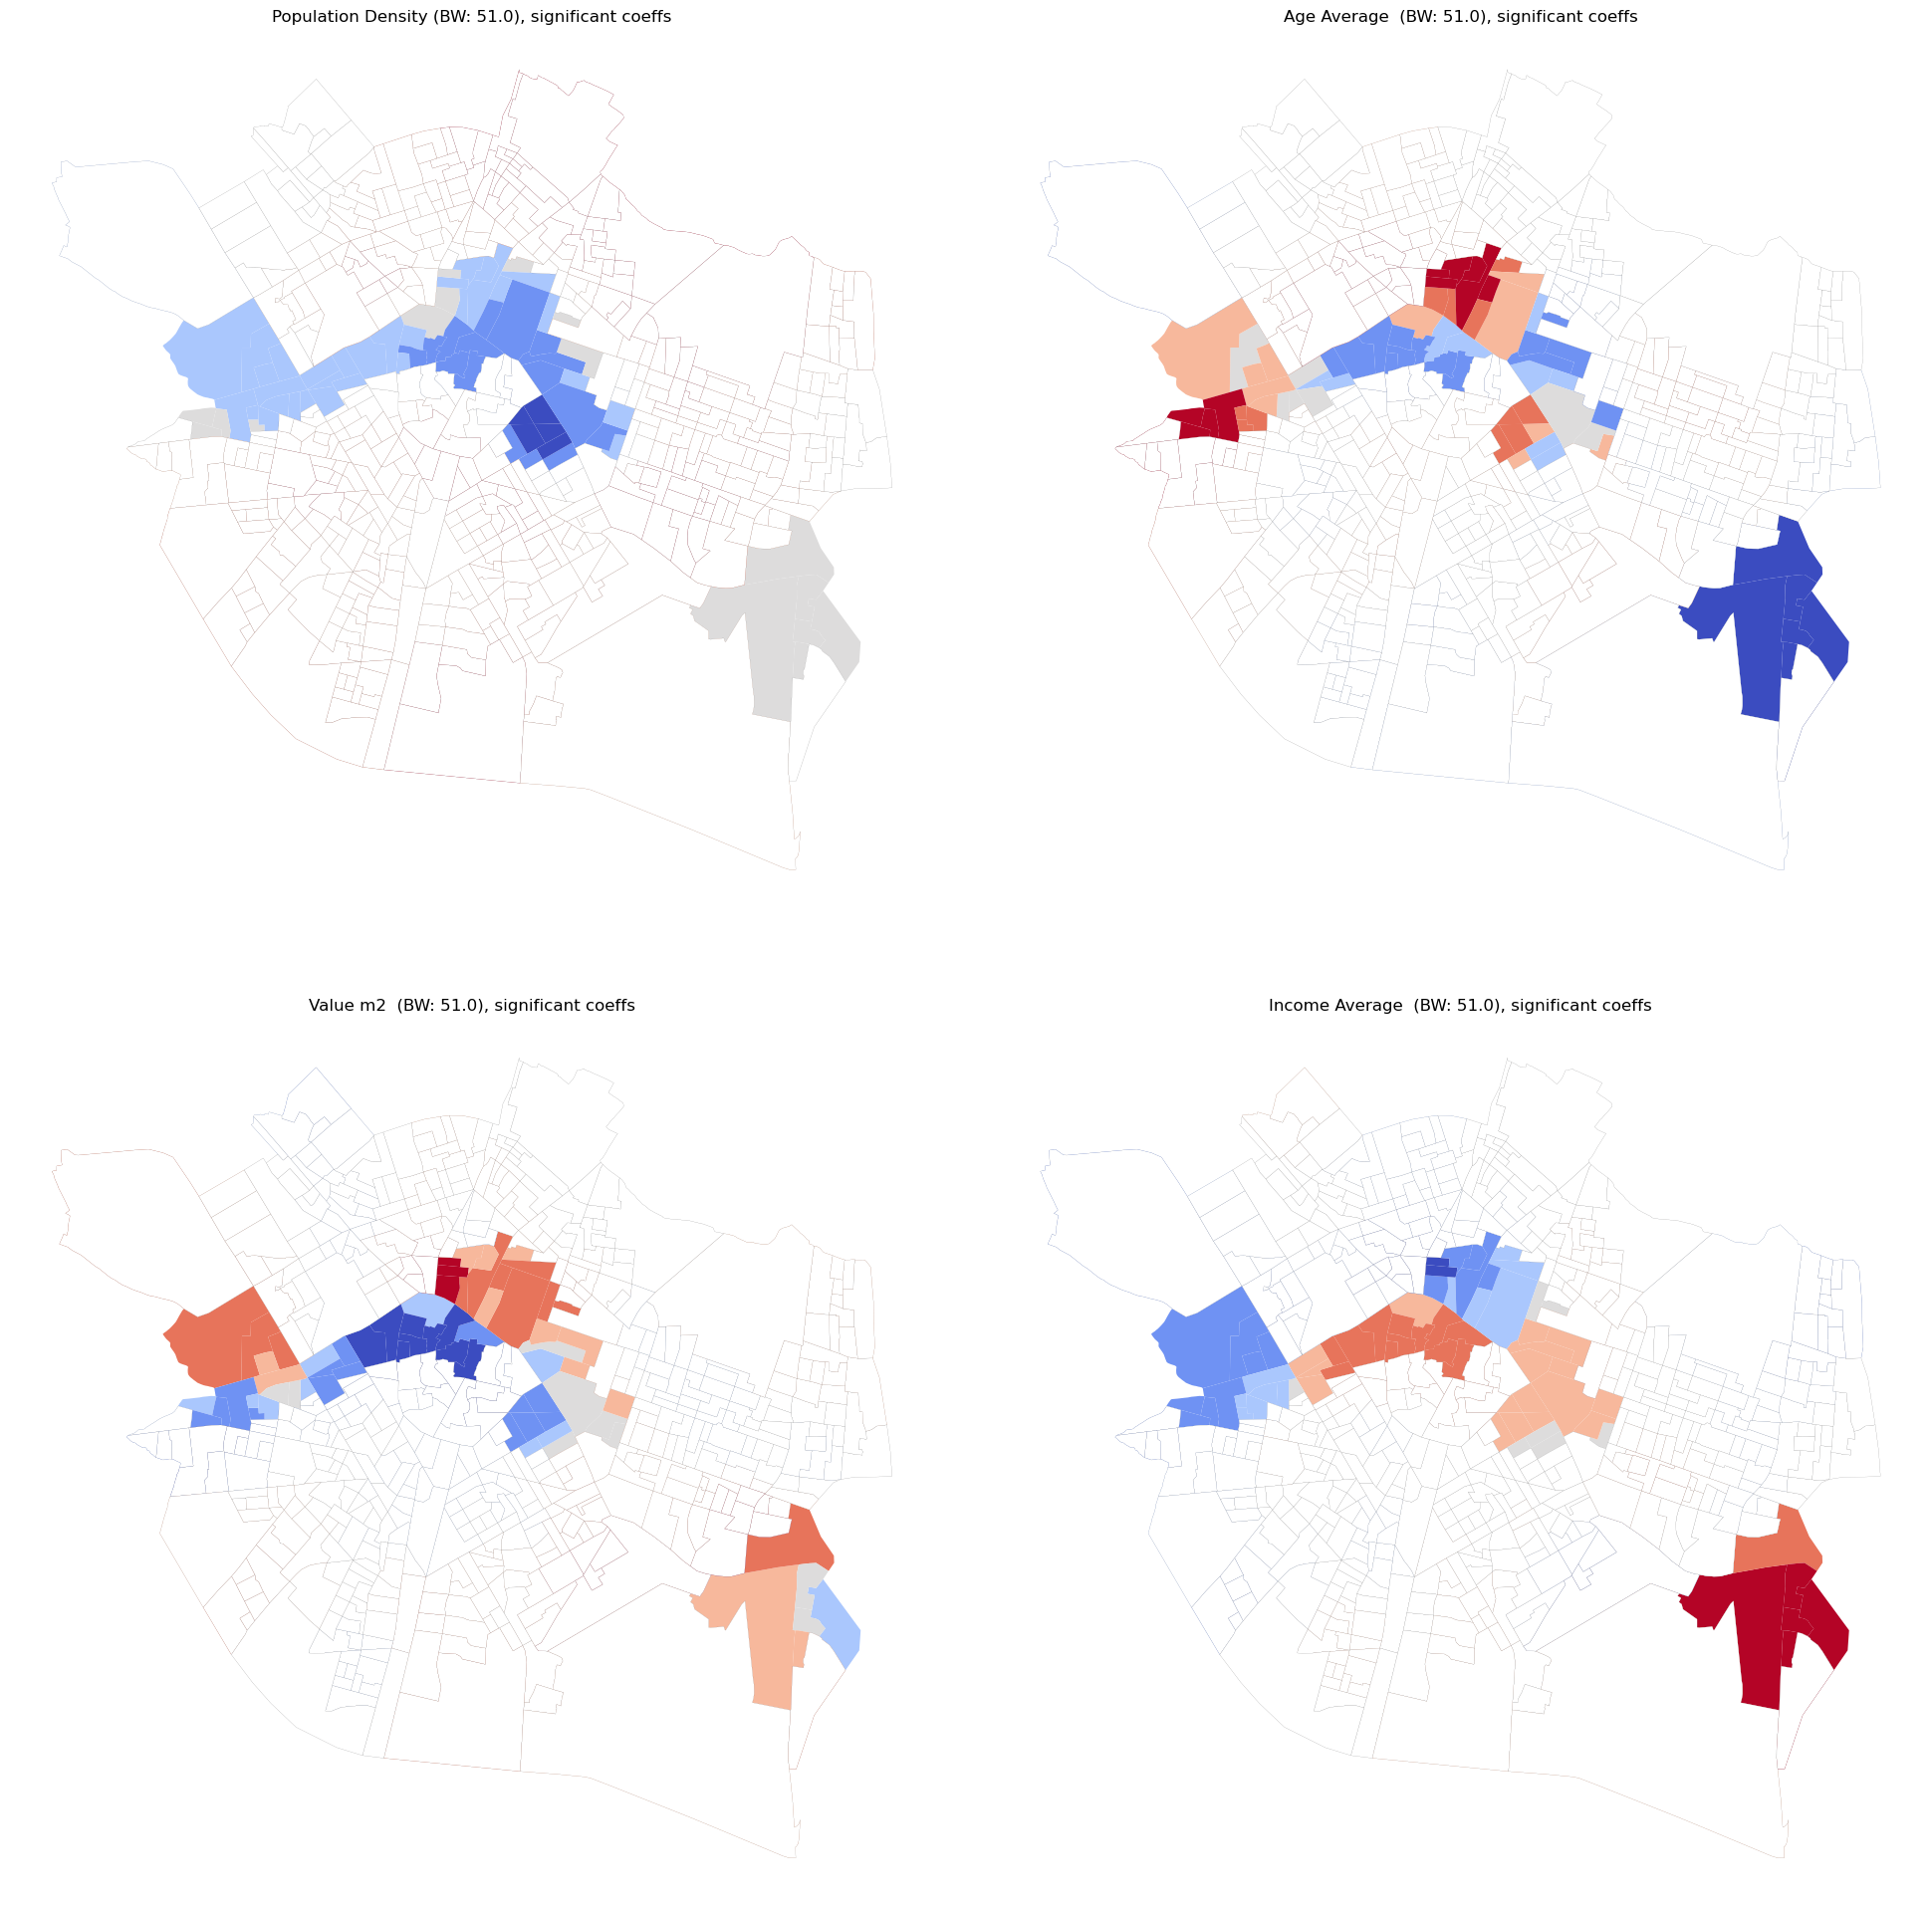 Population Density (BW: 51.0), significant coeffs
Age Average  (BW: 51.0), significant coeffs
Value m2  (BW: 51.0), significant coeffs
Income Average  (BW: 51.0), significant coeffs